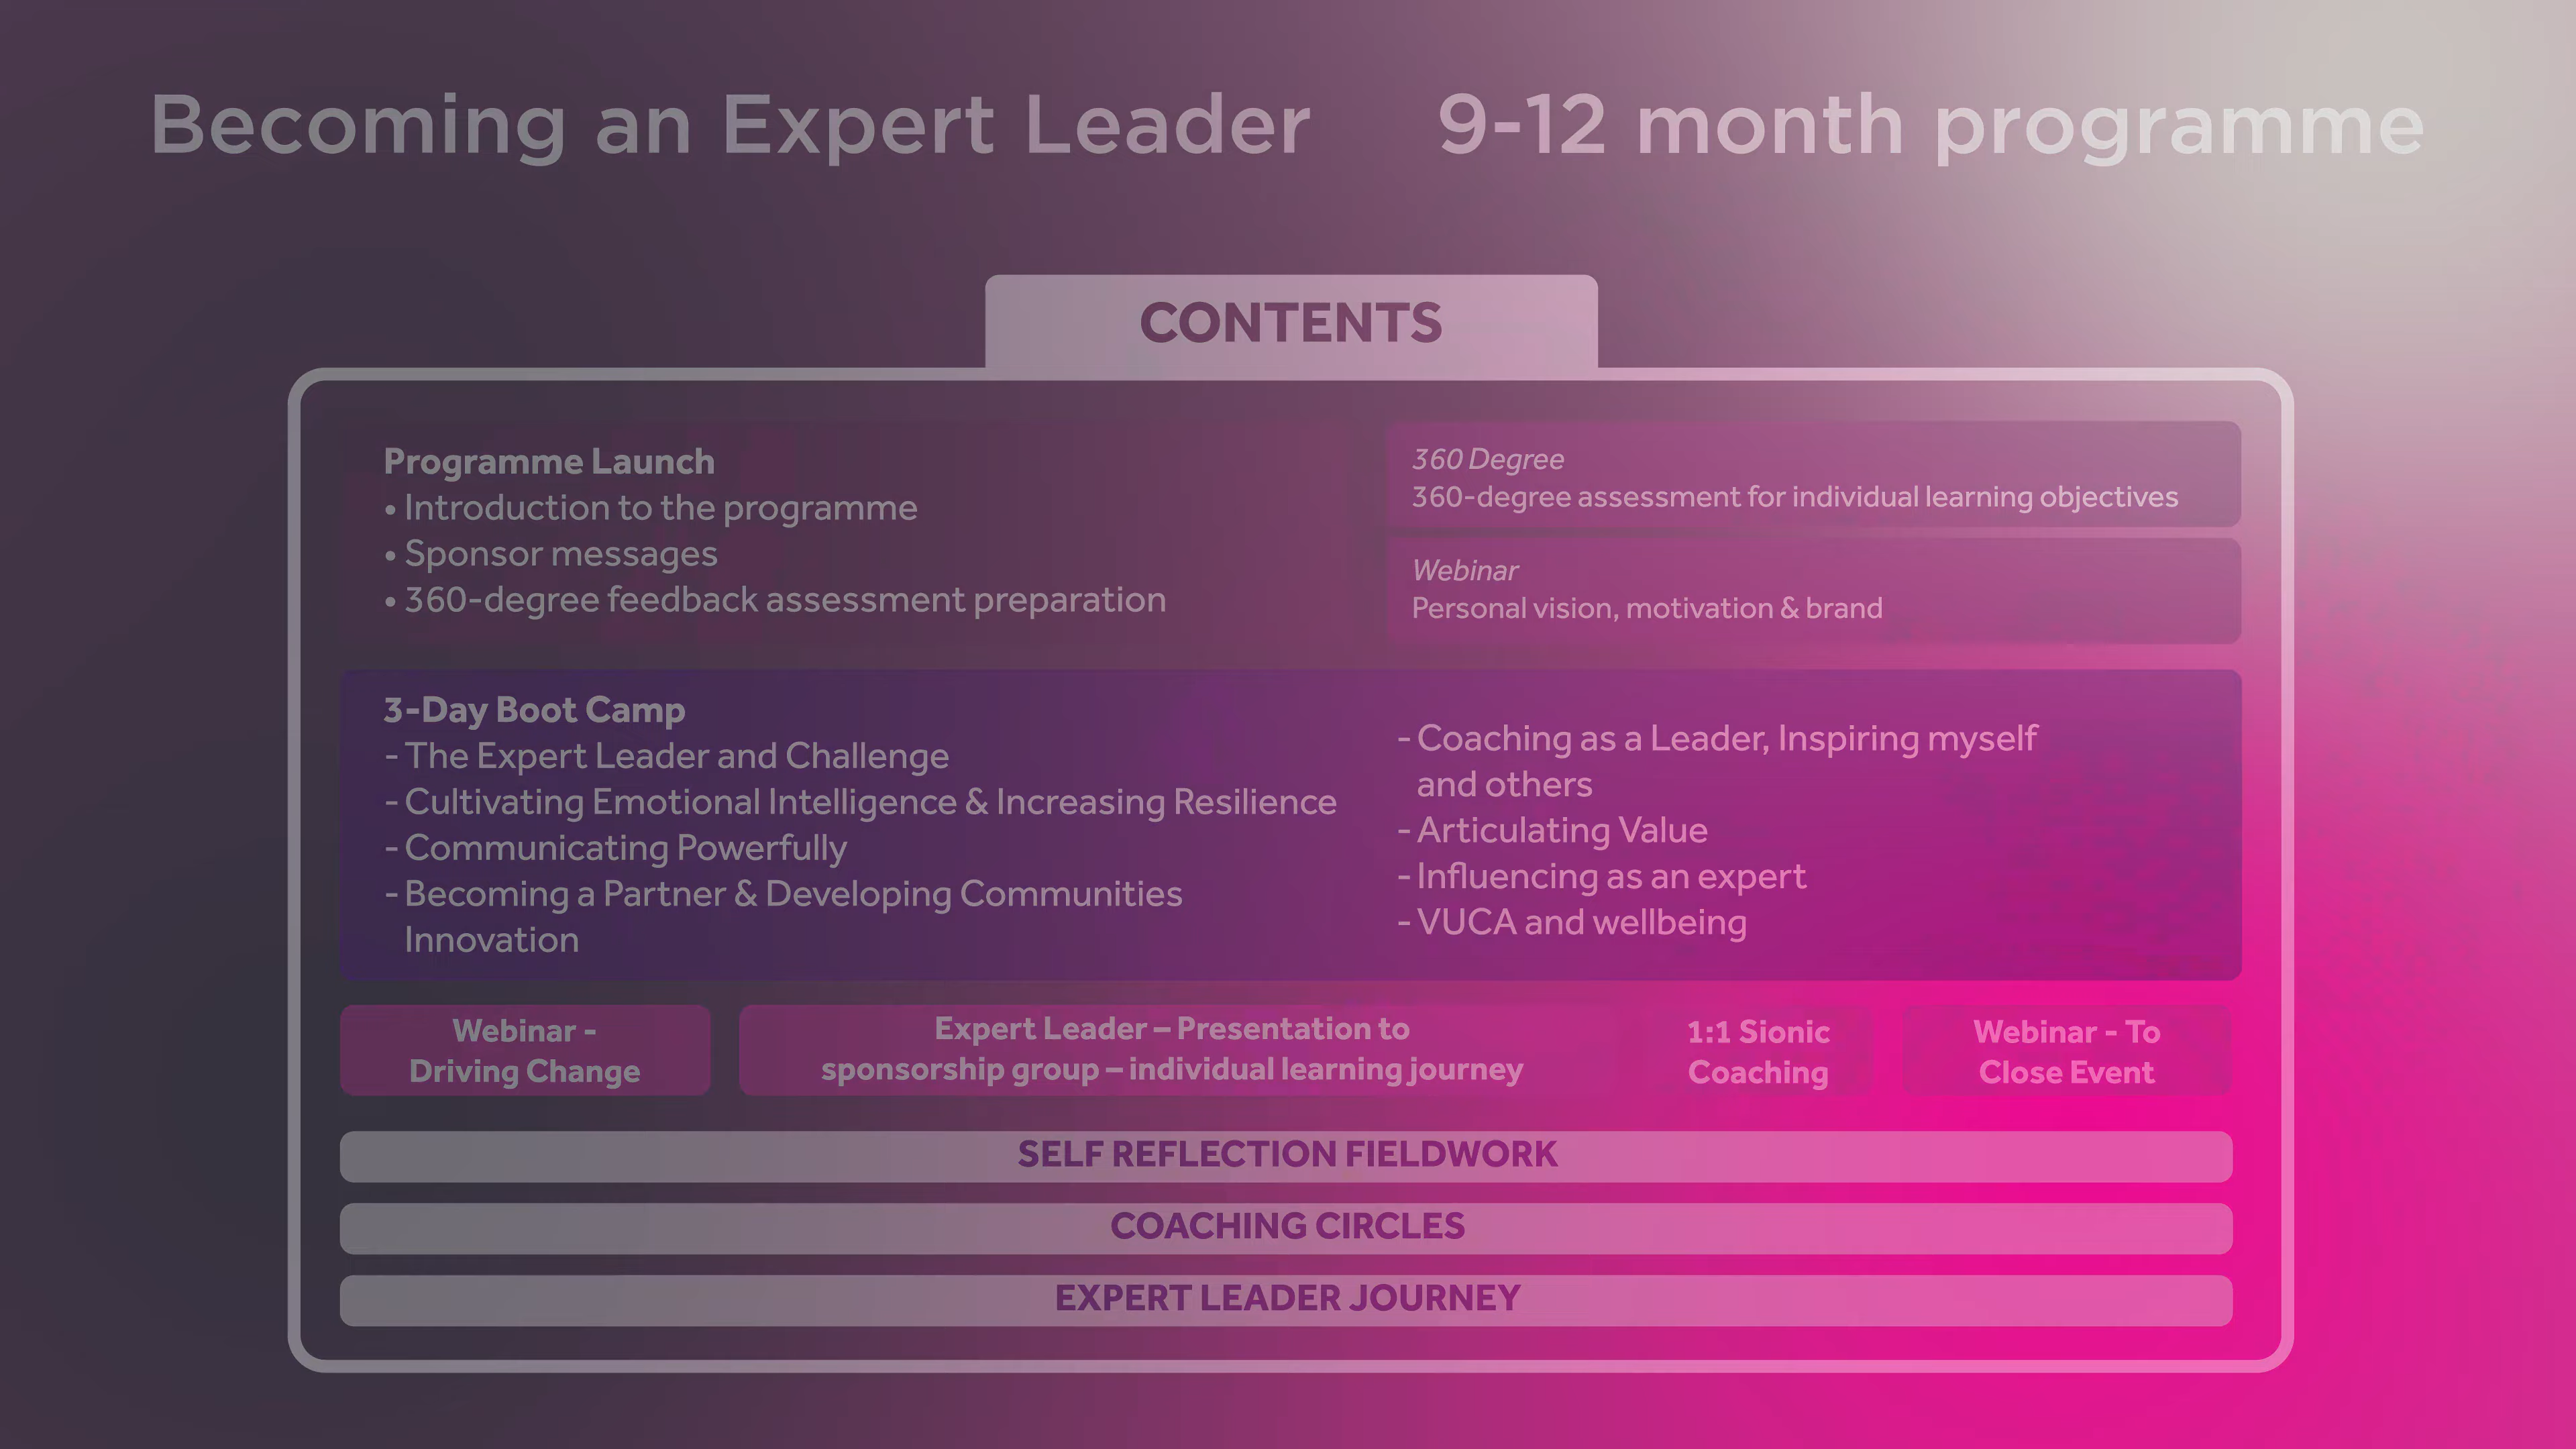 Becoming an Expert Leader 9-12 month programme
CONTENTS
Programme Launch
• Introduction to the programme
• Sponsor messages
• 360-degree feedback assessment preparation
360 Degree
360-degree assessment for individual learning objectives
Webinar
Personal vision, motivation & brand
3-Day Boot Camp
- The Expert Leader and Challenge
- Cultivating Emotional Intelligence & Increasing Resilience
- Communicating Powerfully
- Becoming a Partner & Developing Communities
Innovation
- Coaching as a Leader, Inspiring myself
and others
- Articulating Value
- Influencing as an expert
- VUCA and wellbeing
Webinar -
Driving Change
Expert Leader – Presentation to
sponsorship group – individual learning journey
1:1 Sionic
Coaching
Webinar - To
Close Event
SELF REFLECTION FIELDWORK
COACHING CIRCLES
EXPERT LEADER JOURNEY